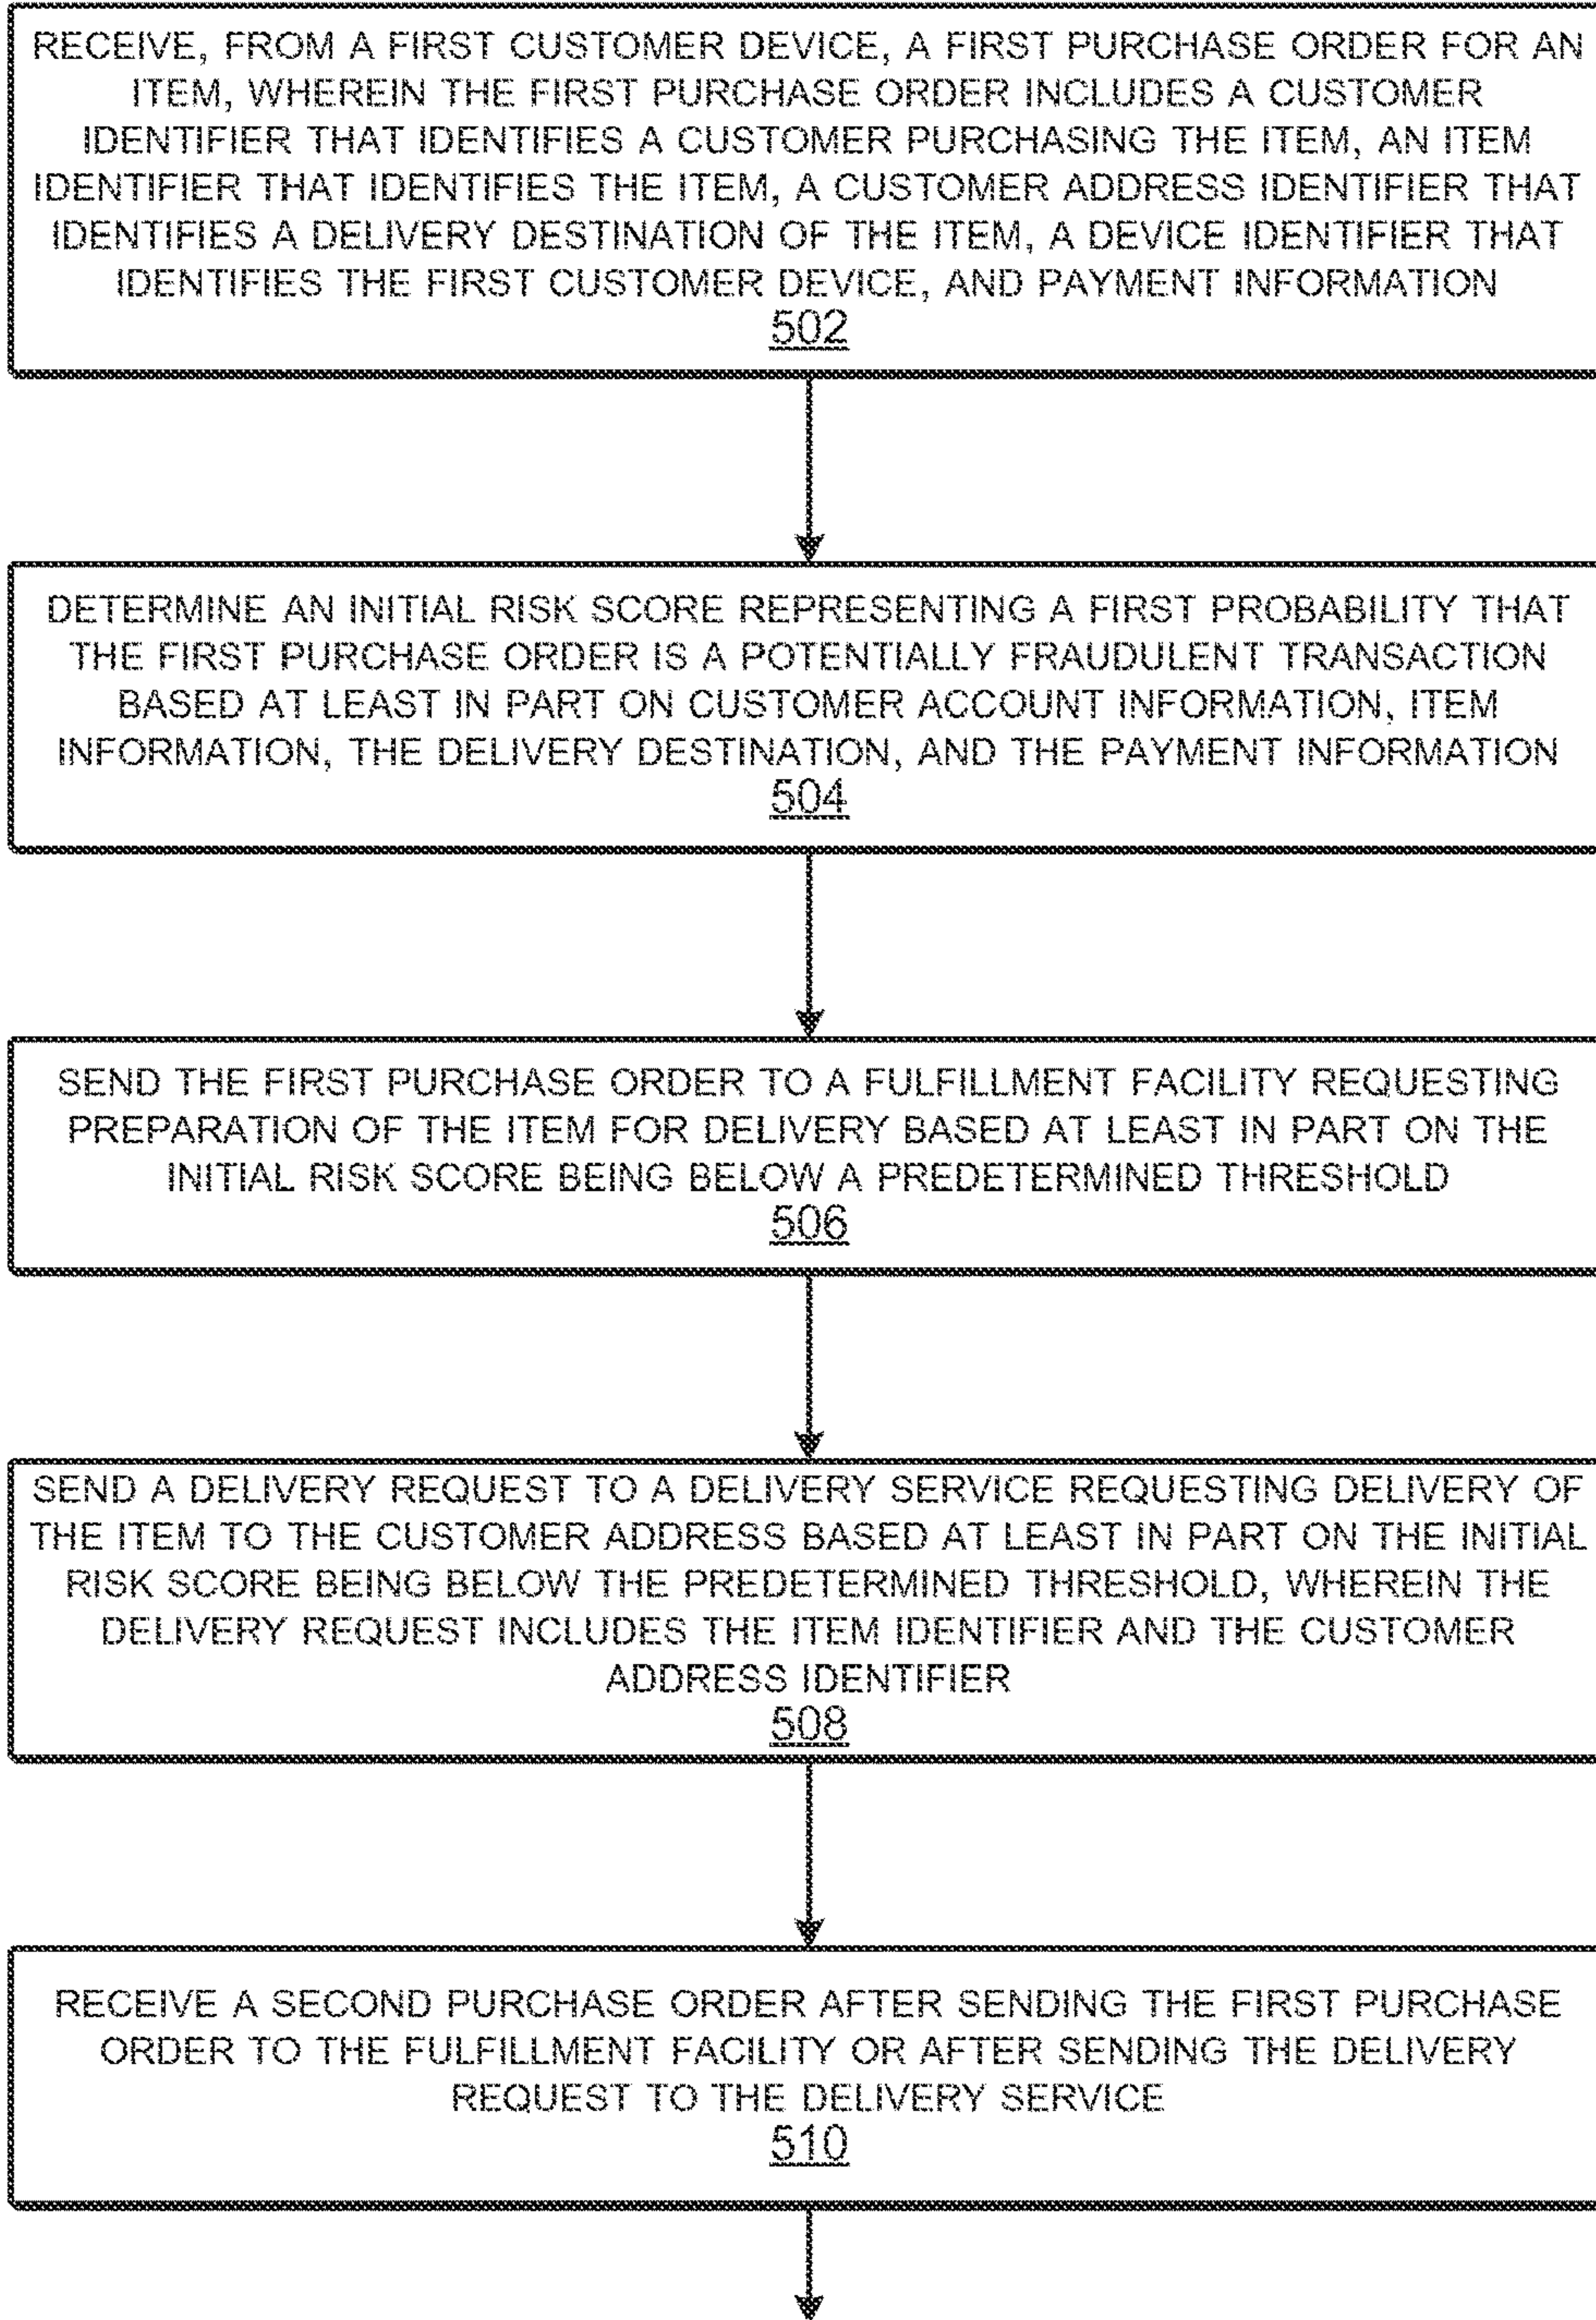 RECEIVE, FROM A FIRST CUSTOMER DEVICE, A FIRST PURCHASE ORDER FOR AN
ITEM, WHEREIN THE FIRST PURCHASE ORDER INCLUDES A CUSTOMER
IDENTIFIER THAT IDENTIFIES A CUSTOMER PURCHASING THE ITEM, AN ITEM
IDENTIFIER THAT IDENTIFIES THE ITEM, A CUSTOMER ADDRESS IDENTIFIER THAT
IDENTIFIES A DELIVERY DESTINATION OF THE ITEM, A DEVICE IDENTIFIER THAT
IDENTIFIES THE FIRST CUSTOMER DEVICE, AND PAYMENT INFORMATION
502
DETERMINE AN INITIAL RISK SCORE REPRESENTING A FIRST PROBABILITY THAT
THE FIRST PURCHASE ORDER IS A POTENTIALLY FRAUDULENT TRANSACTION
BASED AT LEAST IN PART ON CUSTOMER ACCOUNT INFORMATION, ITEM
INFORMATION, THE DELIVERY DESTINATION, AND THE PAYMENT INFORMATION
504
SEND THE FIRST PURCHASE ORDER TO A FULFILLMENT FACILITY REQUESTING
PREPARATION OF THE ITEM FOR DELIVERY BASED AT LEAST IN PART ON THE
INITIAL RISK SCORE BEING BELOW A PREDETERMINED THRESHOLD
506
SEND A DELIVERY REQUEST TO A DELIVERY SERVICE REQUESTING DELIVERY OF
THE ITEM TO THE CUSTOMER ADDRESS BASED AT LEAST IN PART ON THE INITIAL
RISK SCORE BEING BELOW THE PREDETERMINED THRESHOLD, WHEREIN THE
DELIVERY REQUEST INCLUDES THE ITEM IDENTIFIER AND THE CUSTOMER
ADDRESS IDENTIFIER
508
RECEIVE A SECOND PURCHASE ORDER AFTER SENDING THE FIRST PURCHASE
ORDER TO THE FULFILLMENT FACILITY OR AFTER SENDING THE DELIVERY
REQUEST TO THE DELIVERY SERVICE
510